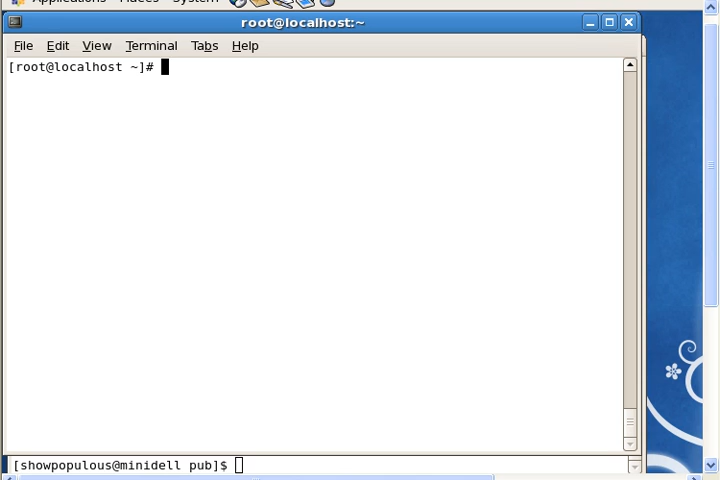 Applications Places System
root@localhost:~
File Edit View Terminal Tabs Help
[root@localhost ~]#
[showpopulous@minidell pub]$